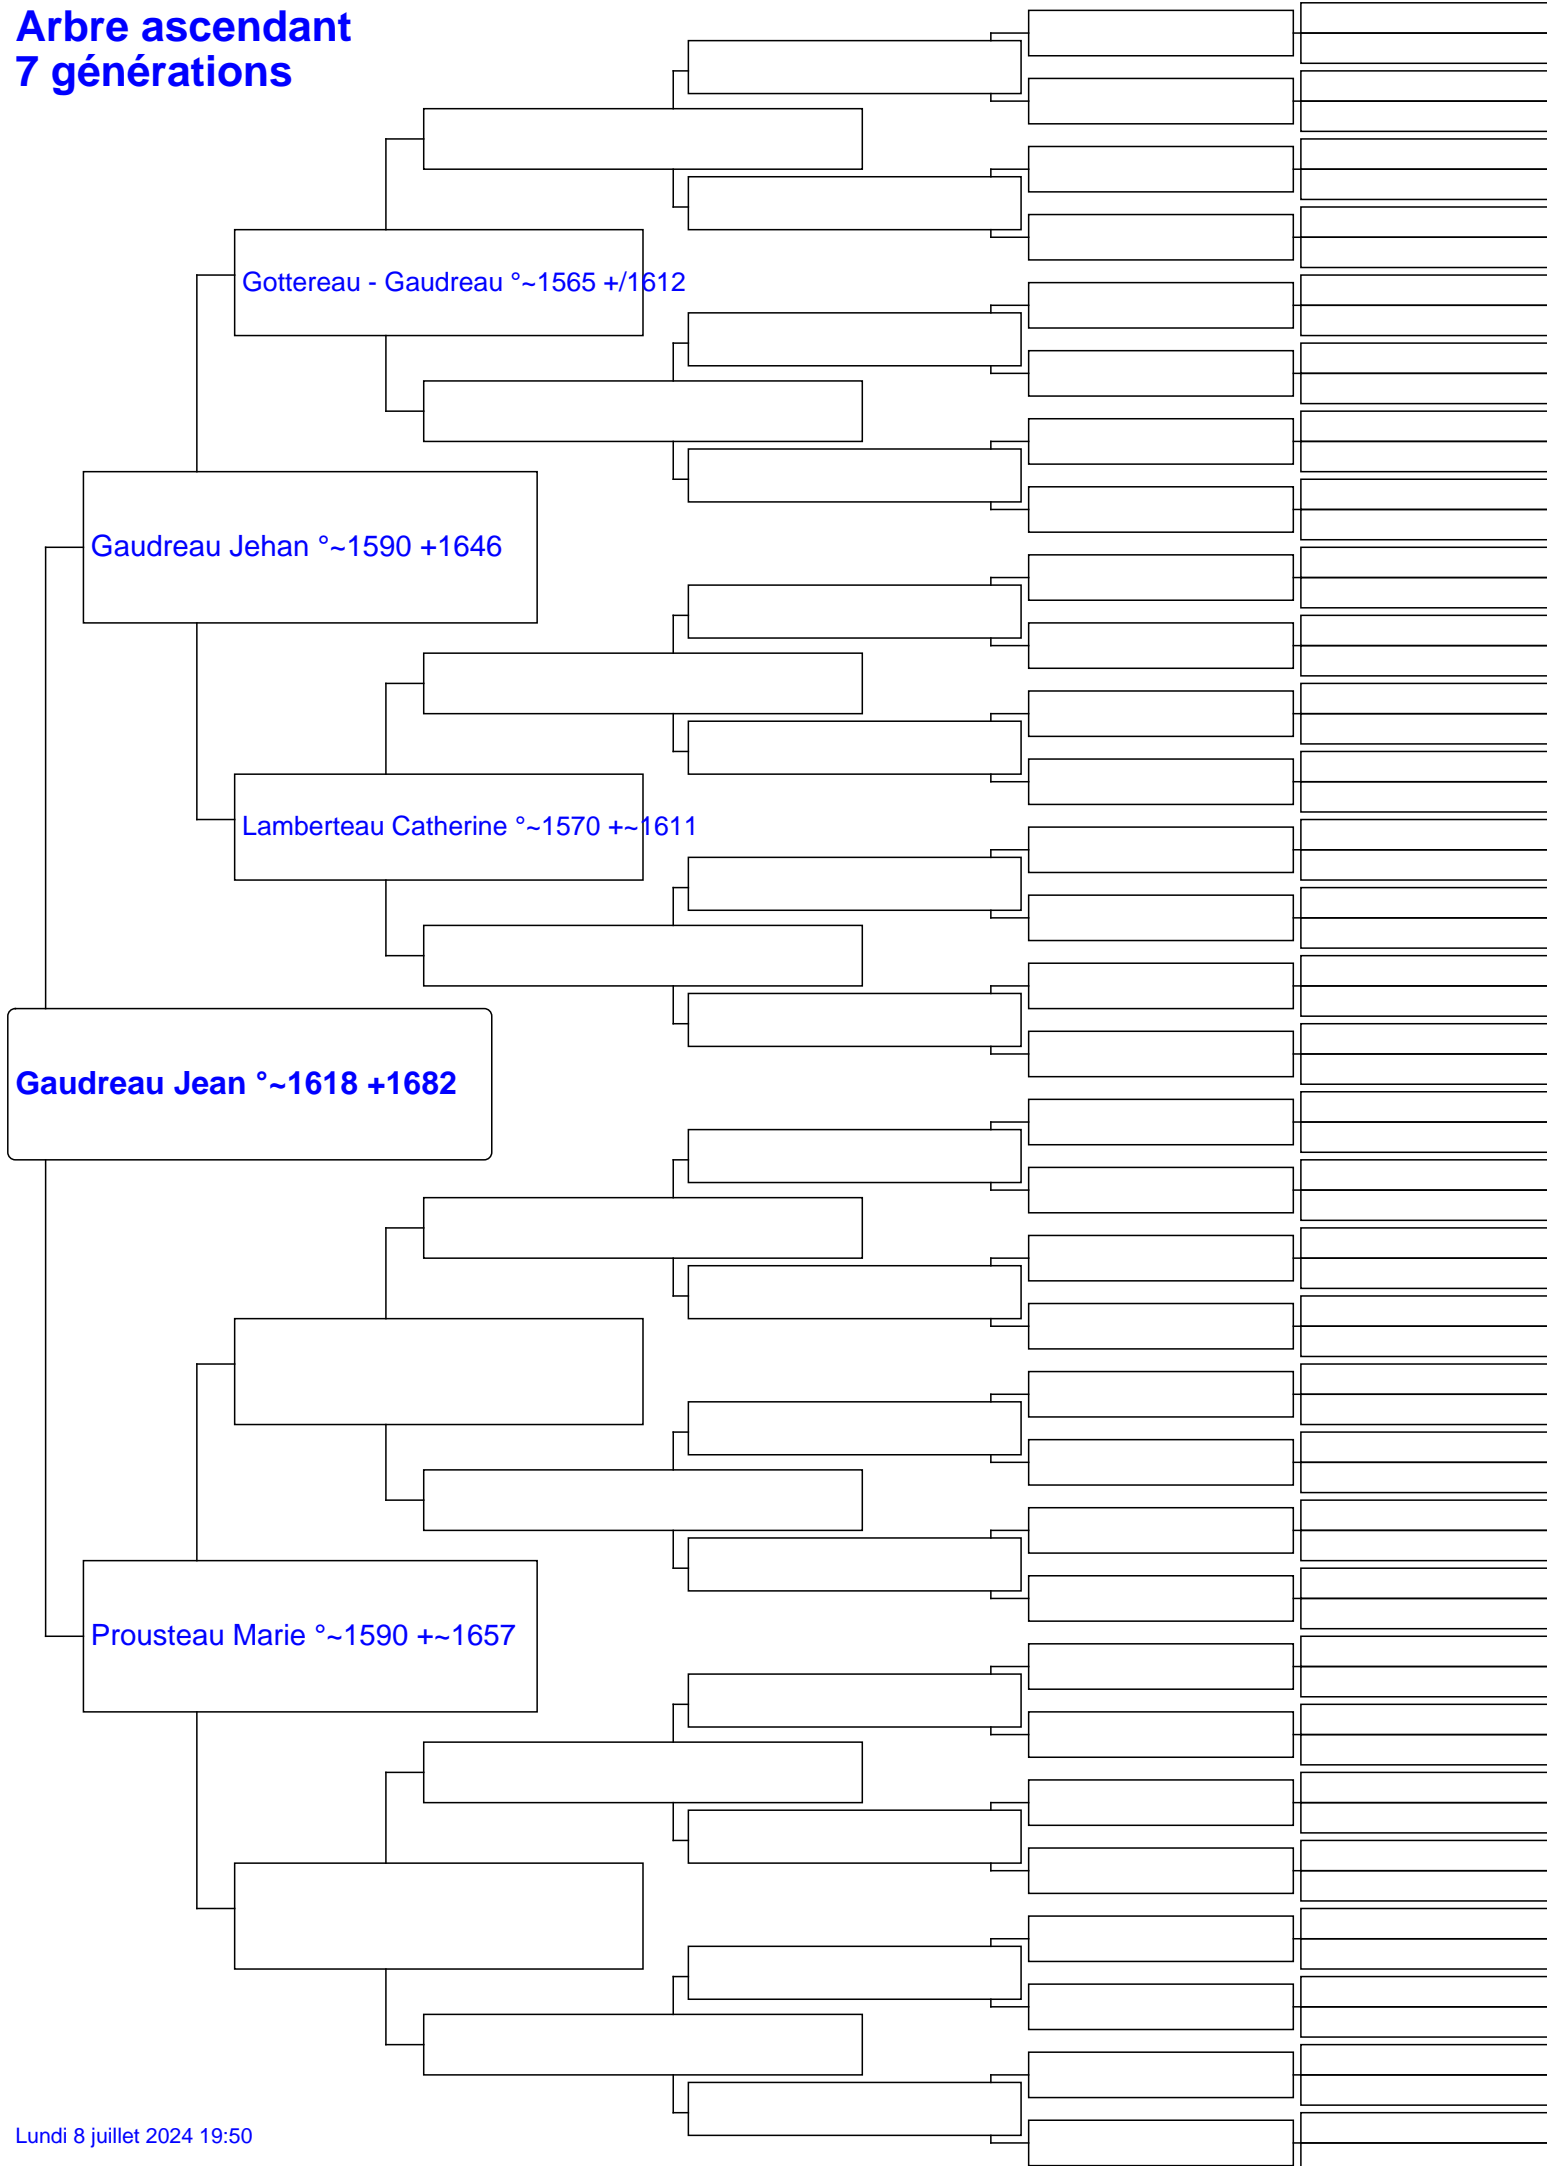 Arbre ascendant
7 générations
Gottereau - Gaudreau °~1565 +/1612
Gaudreau Jehan °~1590 +1646
Lamberteau Catherine °~1570 +~1611
Gaudreau Jean °~1618 +1682
Prousteau Marie °~1590 +~1657
Lundi 8 juillet 2024 19:50